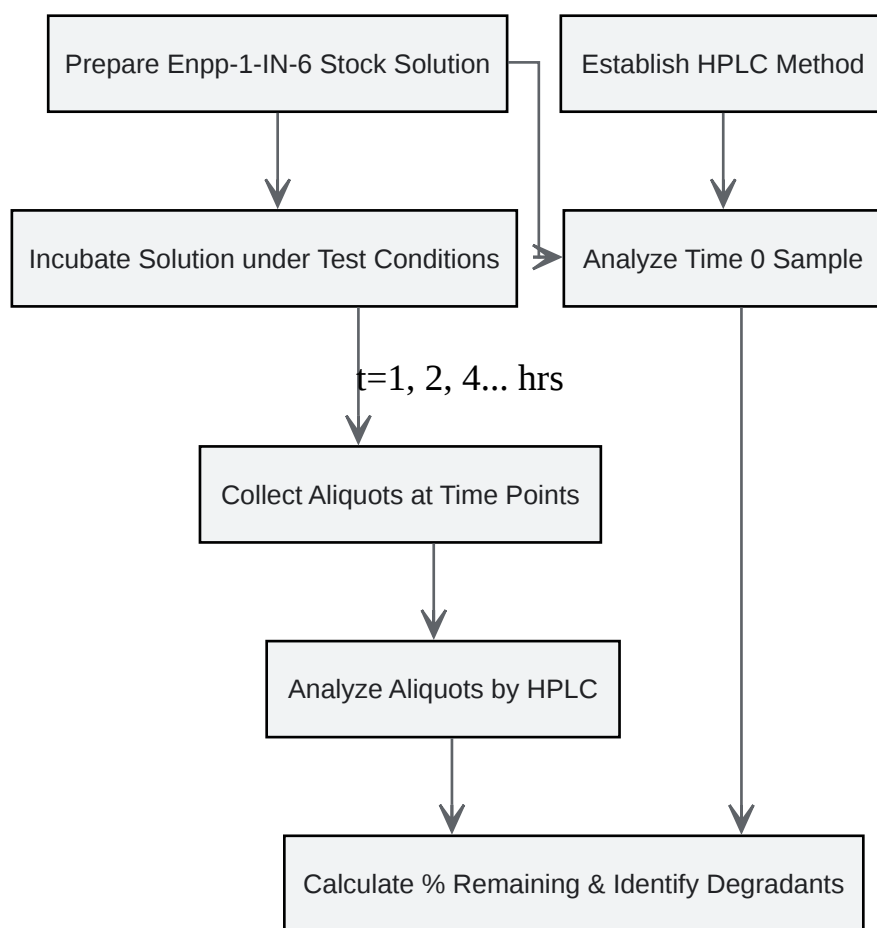 Prepare Enpp-1-IN-6 Stock Solution
Establish HPLC Method
Incubate Solution under Test Conditions
Analyze Time 0 Sample
t=1, 2, 4... hrs
Collect Aliquots at Time Points
Analyze Aliquots by HPLC
Calculate % Remaining & Identify Degradants